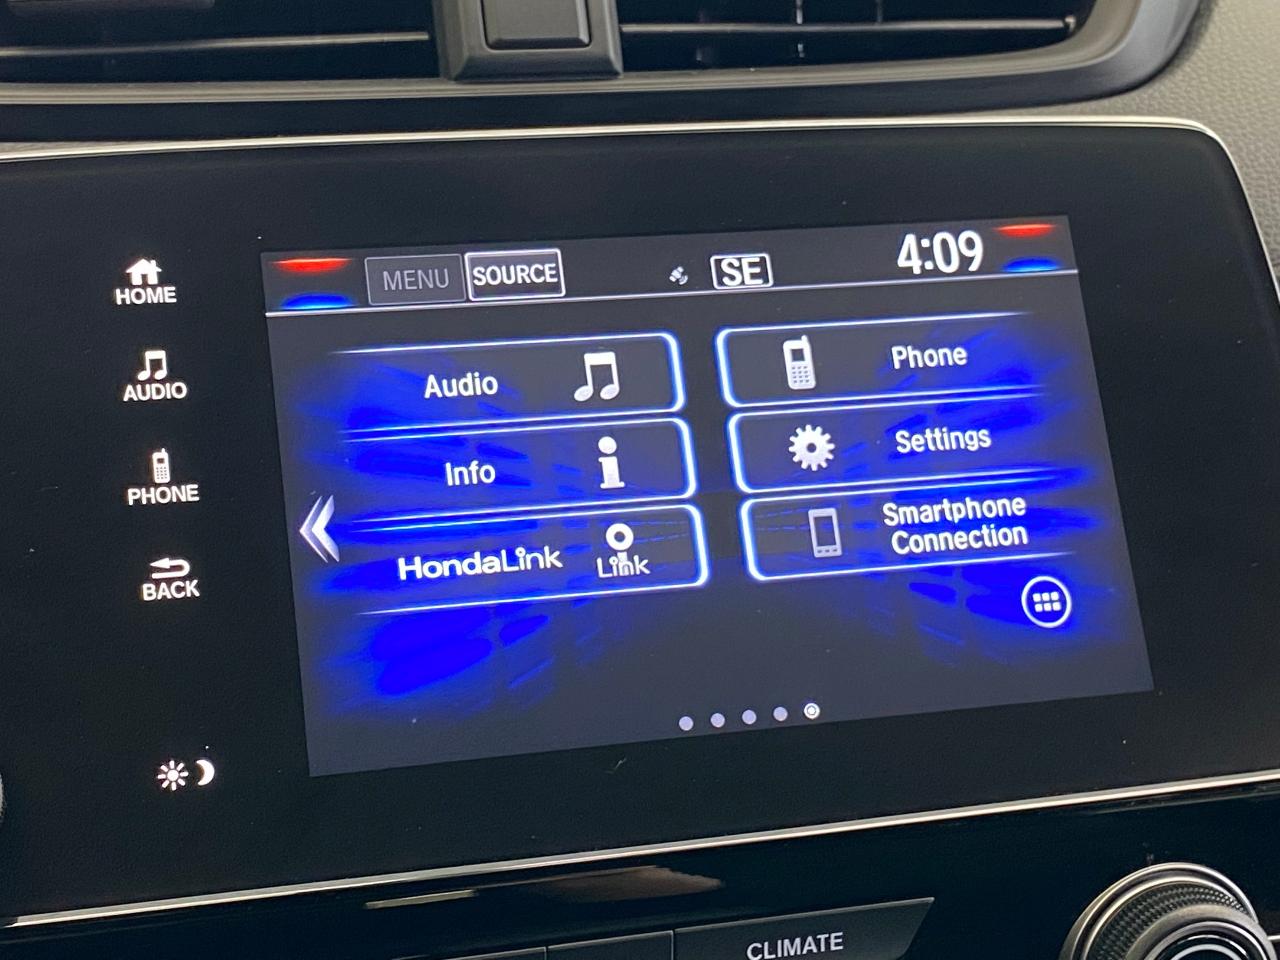 HOME
AUDIO
PHONE
BACK
MENU
SOURCE
SE
4:09
Audio
Phone
Info
Settings
HondaLink
Link
Smartphone
Connection
CLIMATE